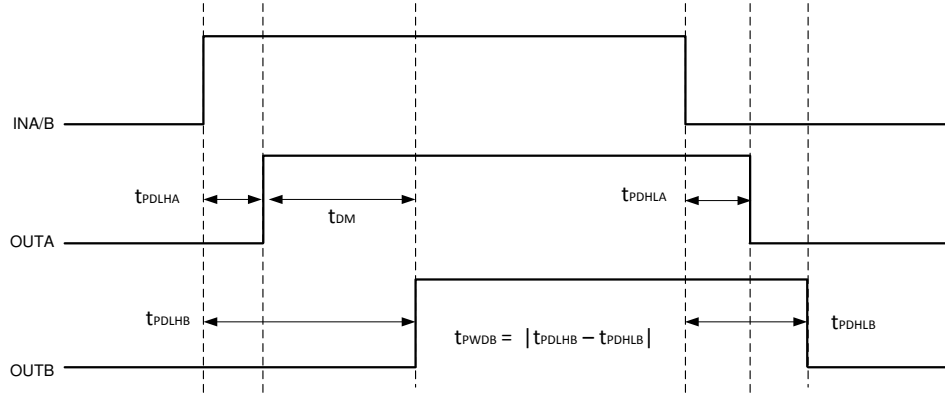 INA/B
tPDLHA
tDM
tPDHLA
OUTA
tPDLHB
tPWDB = |tPDLHB – tPDHLB|
tPDHLB
OUTB